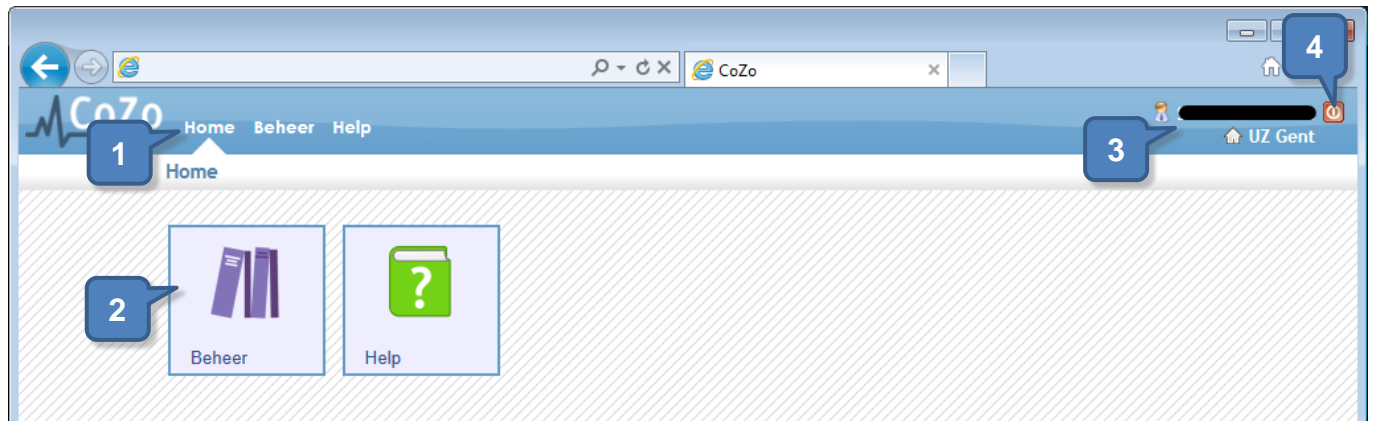 4
CoZo
CoZo
Home Beheer Help
1
3
UZ Gent
Home
?
2
Beheer
Help